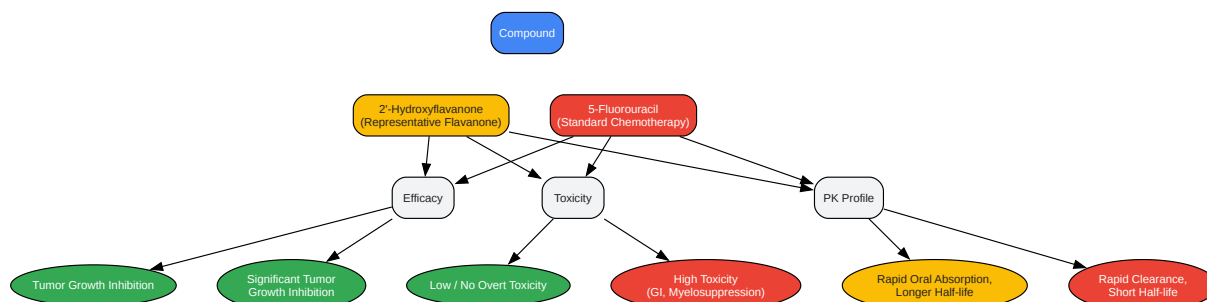 Compound
2'-Hydroxyflavanone
(Representative Flavanone)
5-Fluorouracil
(Standard Chemotherapy)
Efficacy
Toxicity
PK Profile
Tumor Growth Inhibition
Significant Tumor
Growth Inhibition
Low / No Overt Toxicity
High Toxicity
(GI, Myelosuppression)
Rapid Oral Absorption,
Longer Half-life
Rapid Clearance,
Short Half-life